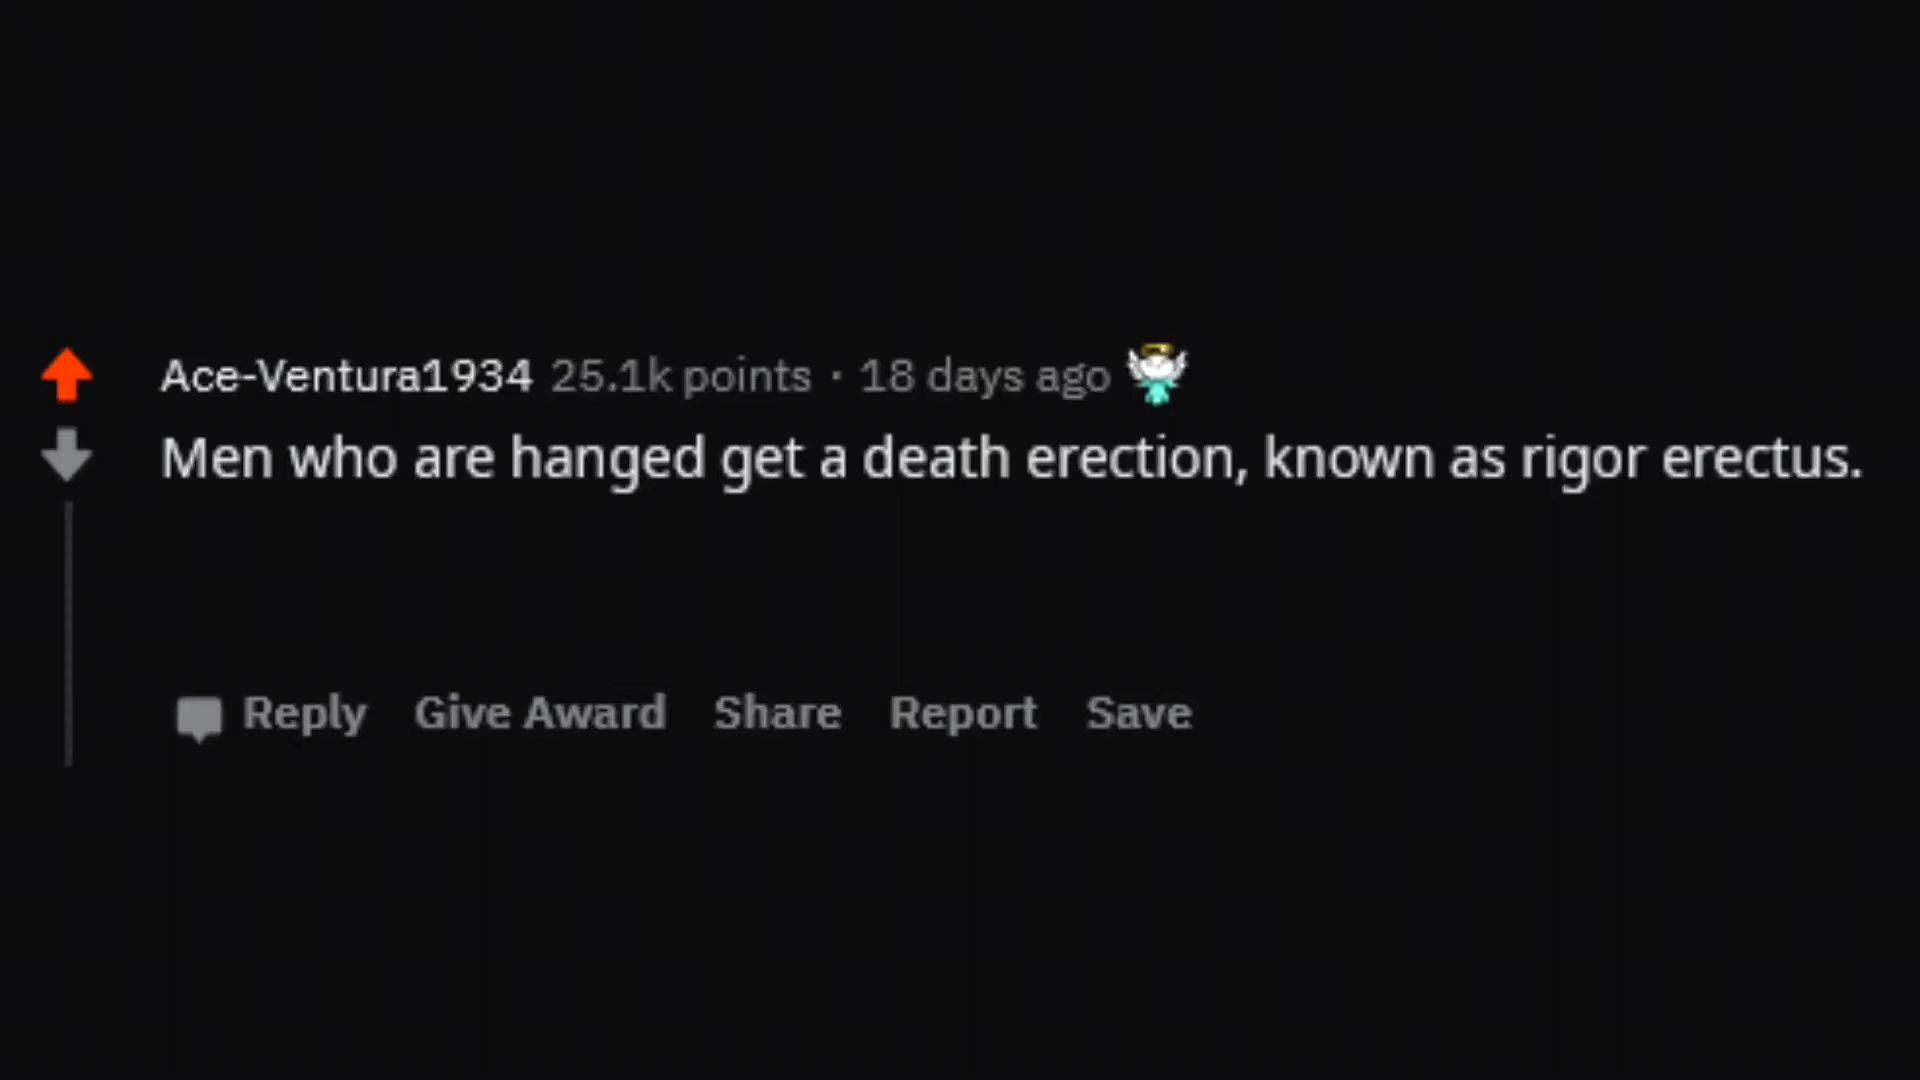 Ace-Ventura1934 25.1k points · 18 days ago
Men who are hanged get a death erection, known as rigor erectus.
Reply Give Award Share Report Save